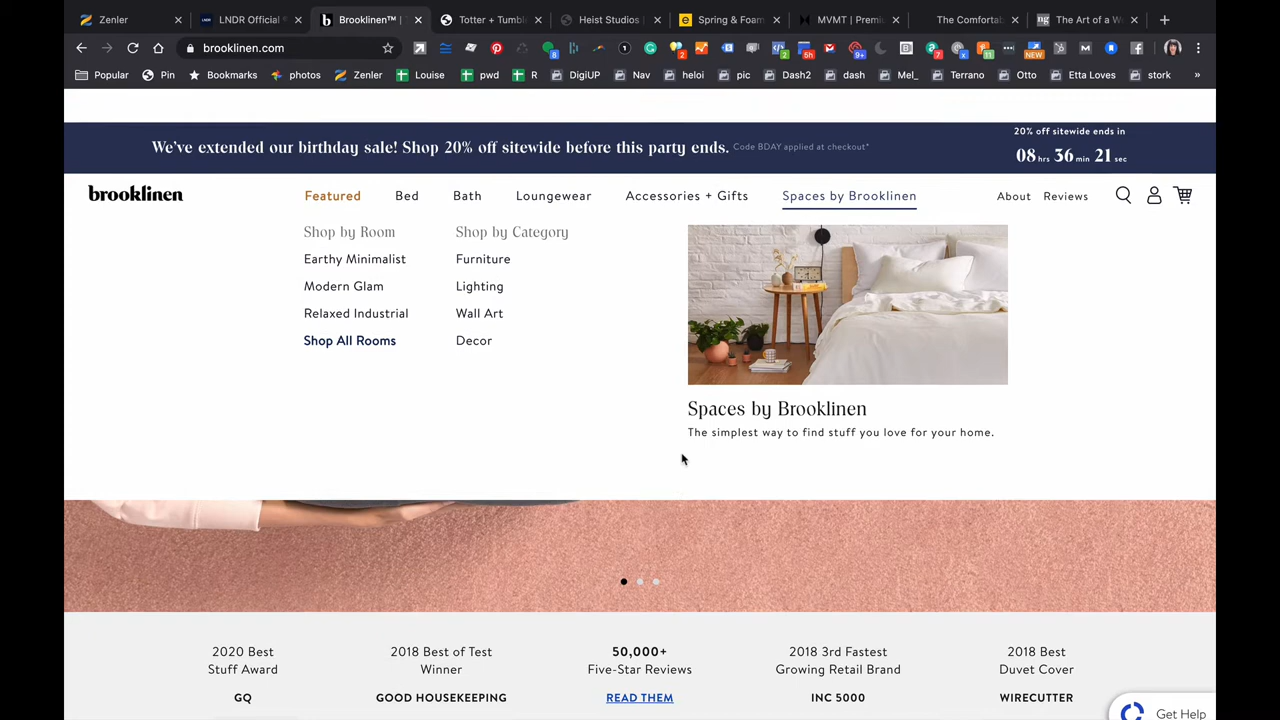 Zenler
LNDR Official
Brooklinen™ |
Totter + Tumbl
Heist Studios
Spring & Foam
MVMT | Premi
The Comforta
The Art of a W
brooklinen.com
Popular
Pin
Bookmarks
photos
Zenler
Louise
pwd
R
DigiUP
Nav
heloi
pic
Dash2
dash
Mel_
Terrano
Otto
Etta Loves
stork
We've extended our birthday sale! Shop 20% off sitewide before this party ends. Code BDAY applied at checkout*
20% off sitewide ends in
08 hrs 36 min 21 sec
brooklinen
Featured
Bed
Bath
Loungewear
Accessories + Gifts
Spaces by Brooklinen
About
Reviews
Shop by Room
Earthy Minimalist
Modern Glam
Relaxed Industrial
Shop All Rooms
Shop by Category
Furniture
Lighting
Wall Art
Decor
Spaces by Brooklinen
The simplest way to find stuff you love for your home.
2020 Best
Stuff Award
GQ
2018 Best of Test
Winner
GOOD HOUSEKEEPING
50,000+
Five-Star Reviews
READ THEM
2018 3rd Fastest
Growing Retail Brand
INC 5000
2018 Best
Duvet Cover
WIRECUTTER
Get Help